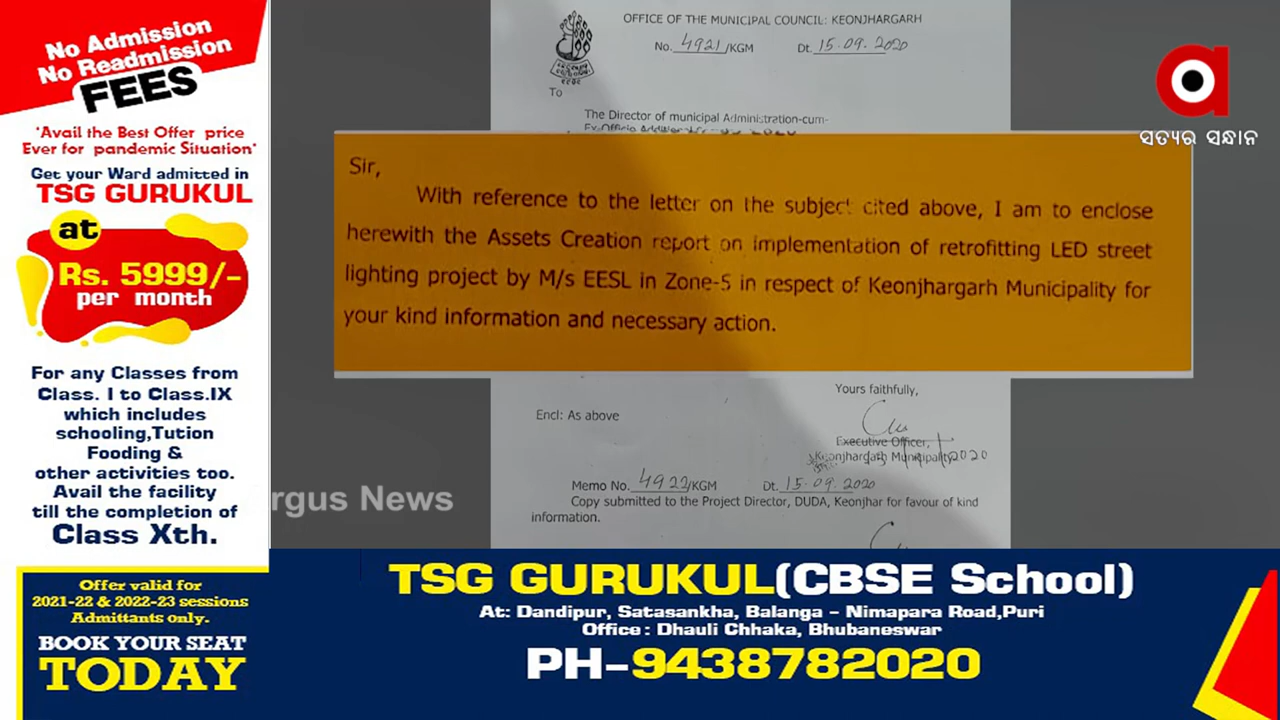 No Admission
No Readmission
FEES
'Avail the Best Offer price
Ever for pandemic Situation'
Get your Ward admitted in
TSG GURUKUL
at
Rs. 5999/-
per month
For any Classes from
Class. I to Class.IX
which includes
schooling,Tution
Fooding &
other activities too.
Avail the facility
till the completion of
Class Xth.
Offer valid for
2021-22 & 2022-23 sessions
Admittants only.
BOOK YOUR SEAT
TODAY
OFFICE OF THE MUNICIPAL COUNCIL: KEONJHARGARH
No. 4921/KGM Dt. 15.09.2020
To
The Director of municipal Administration-cum-
Sir,
With reference to the letter on the subject cited above, I am to enclose
herewith the Assets Creation report on implementation of retrofitting LED street
lighting project by M/s EESL in Zone-5 in respect of Keonjhargarh Municipality for
your kind information and necessary action.
Yours faithfully,
Encl: As above
Executive Officer,
Keonjhargarh Municipality
Memo No. 4922/KGM Dt. 15.09.2020
Copy submitted to the Project Director, DUDA, Keonjhar for favour of kind
information.
rgus News
a
ସତ୍ୟର ସନ୍ଧାନ
TSG GURUKUL(CBSE School)
At: Dandipur, Satasankha, Balanga - Nimapara Road,Puri
Office : Dhauli Chhaka, Bhubaneswar
PH-9438782020